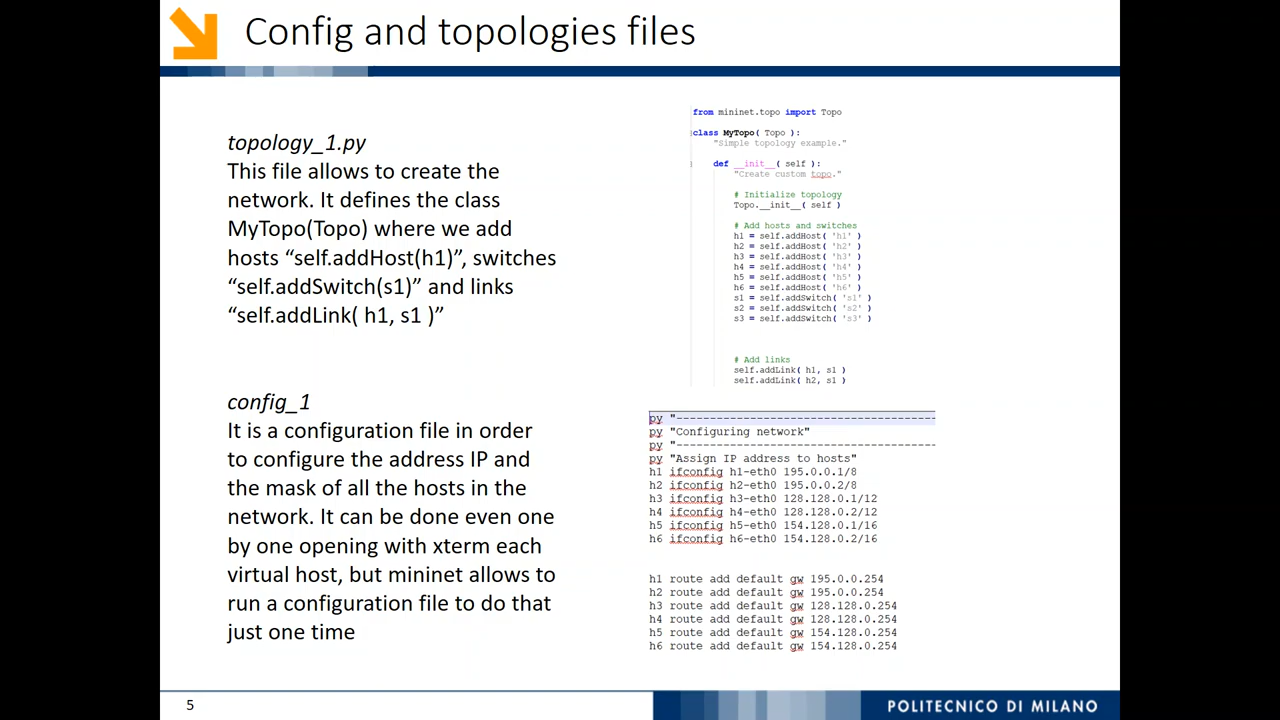 Config and topologies files
topology_1.py
This file allows to create the
network. It defines the class
MyTopo(Topo) where we add
hosts “self.addHost(h1)”, switches
“self.addSwitch(s1)” and links
“self.addLink( h1, s1 )”
config_1
It is a configuration file in order
to configure the address IP and
the mask of all the hosts in the
network. It can be done even one
by one opening with xterm each
virtual host, but mininet allows to
run a configuration file to do that
just one time
from mininet.topo import Topo
class MyTopo( Topo ):
"Simple topology example."
def __init__( self ):
"Create custom topo."
# Initialize topology
Topo.__init__( self )
# Add hosts and switches
h1 = self.addHost( 'h1' )
h2 = self.addHost( 'h2' )
h3 = self.addHost( 'h3' )
h4 = self.addHost( 'h4' )
h5 = self.addHost( 'h5' )
h6 = self.addHost( 'h6' )
s1 = self.addSwitch( 's1' )
s2 = self.addSwitch( 's2' )
s3 = self.addSwitch( 's3' )
# Add links
self.addLink( h1, s1 )
self.addLink( h2, s1 )
py "---------------------------------------
py "Configuring network"
py "---------------------------------------
py "Assign IP address to hosts"
h1 ifconfig h1-eth0 195.0.0.1/8
h2 ifconfig h2-eth0 195.0.0.2/8
h3 ifconfig h3-eth0 128.128.0.1/12
h4 ifconfig h4-eth0 128.128.0.2/12
h5 ifconfig h5-eth0 154.128.0.1/16
h6 ifconfig h6-eth0 154.128.0.2/16
h1 route add default gw 195.0.0.254
h2 route add default gw 195.0.0.254
h3 route add default gw 128.128.0.254
h4 route add default gw 128.128.0.254
h5 route add default gw 154.128.0.254
h6 route add default gw 154.128.0.254
5
POLITECNICO DI MILANO